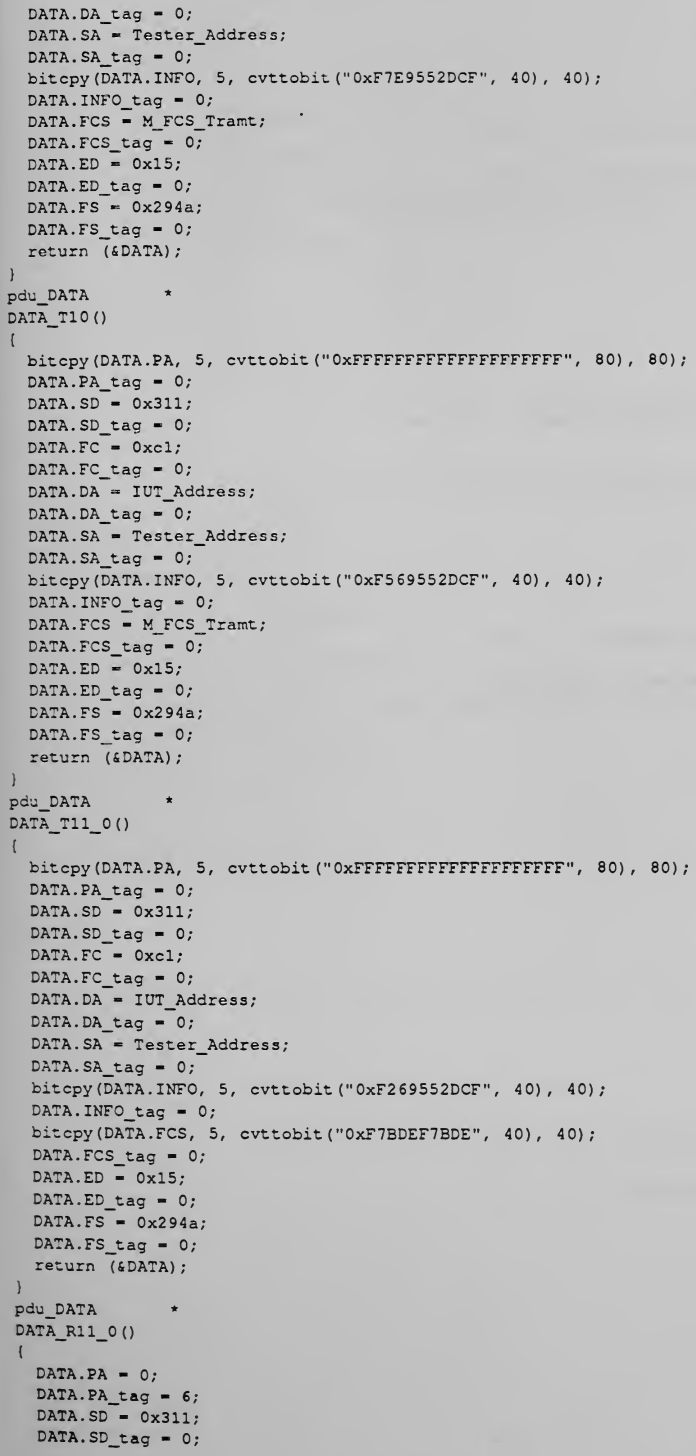 DATA.DA_tag = 0;
DATA.SA = Tester_Address;
DATA.SA_tag = 0;
bitcpy(DATA.INFO, 5, cvttobit("0xF7E9552DCF", 40), 40);
DATA.INFO_tag = 0;
DATA.FCS = M_FCS_Tramt;
DATA.FCS_tag = 0;
DATA.ED = 0x15;
DATA.ED_tag = 0;
DATA.FS = 0x294a;
DATA.FS_tag = 0;
return (&DATA);
}
pdu_DATA *
DATA_T10()
{
bitcpy(DATA.PA, 5, cvttobit("0xFFFFFFFFFFFFFFFFFFFF", 80), 80);
DATA.PA_tag = 0;
DATA.SD = 0x311;
DATA.SD_tag = 0;
DATA.FC = 0xc1;
DATA.FC_tag = 0;
DATA.DA = IUT_Address;
DATA.DA_tag = 0;
DATA.SA = Tester_Address;
DATA.SA_tag = 0;
bitcpy(DATA.INFO, 5, cvttobit("0xF569552DCF", 40), 40);
DATA.INFO_tag = 0;
DATA.FCS = M_FCS_Tramt;
DATA.FCS_tag = 0;
DATA.ED = 0x15;
DATA.ED_tag = 0;
DATA.FS = 0x294a;
DATA.FS_tag = 0;
return (&DATA);
}
pdu_DATA *
DATA_T11_0()
{
bitcpy(DATA.PA, 5, cvttobit("0xFFFFFFFFFFFFFFFFFFFF", 80), 80);
DATA.PA_tag = 0;
DATA.SD = 0x311;
DATA.SD_tag = 0;
DATA.FC = 0xc1;
DATA.FC_tag = 0;
DATA.DA = IUT_Address;
DATA.DA_tag = 0;
DATA.SA = Tester_Address;
DATA.SA_tag = 0;
bitcpy(DATA.INFO, 5, cvttobit("0xF269552DCF", 40), 40);
DATA.INFO_tag = 0;
bitcpy(DATA.FCS, 5, cvttobit("0xF7BDEF7BDE", 40), 40);
DATA.FCS_tag = 0;
DATA.ED = 0x15;
DATA.ED_tag = 0;
DATA.FS = 0x294a;
DATA.FS_tag = 0;
return (&DATA);
}
pdu_DATA *
DATA_R11_0()
{
DATA.PA = 0;
DATA.PA_tag = 6;
DATA.SD = 0x311;
DATA.SD_tag = 0;